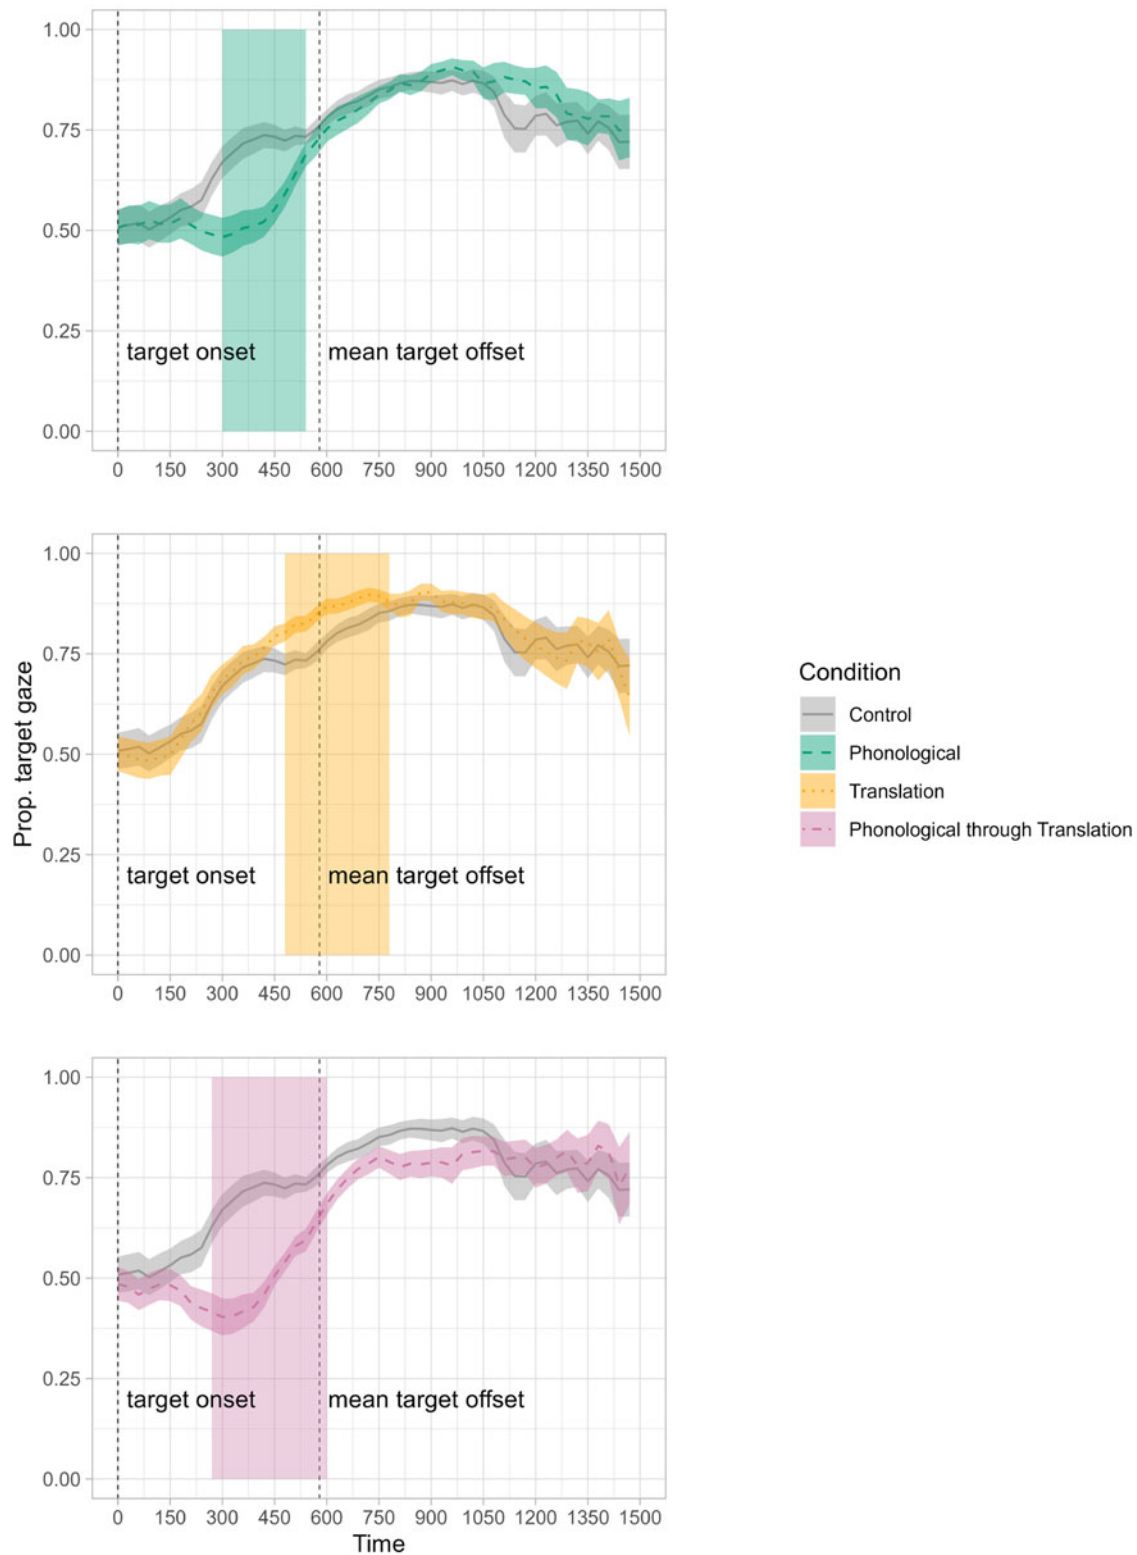 1.00
0.75
0.50
0.25
0.00
target onset mean target offset
0 150 300 450 600 750 900 1050 1200 1350 1500
1.00
0.75
0.50
0.25
0.00
target onset mean target offset
0 150 300 450 600 750 900 1050 1200 1350 1500
Prop. target gaze
1.00
0.75
0.50
0.25
0.00
target onset mean target offset
0 150 300 450 600 750 900 1050 1200 1350 1500
Time
Condition
Control
Phonological
Translation
Phonological through Translation